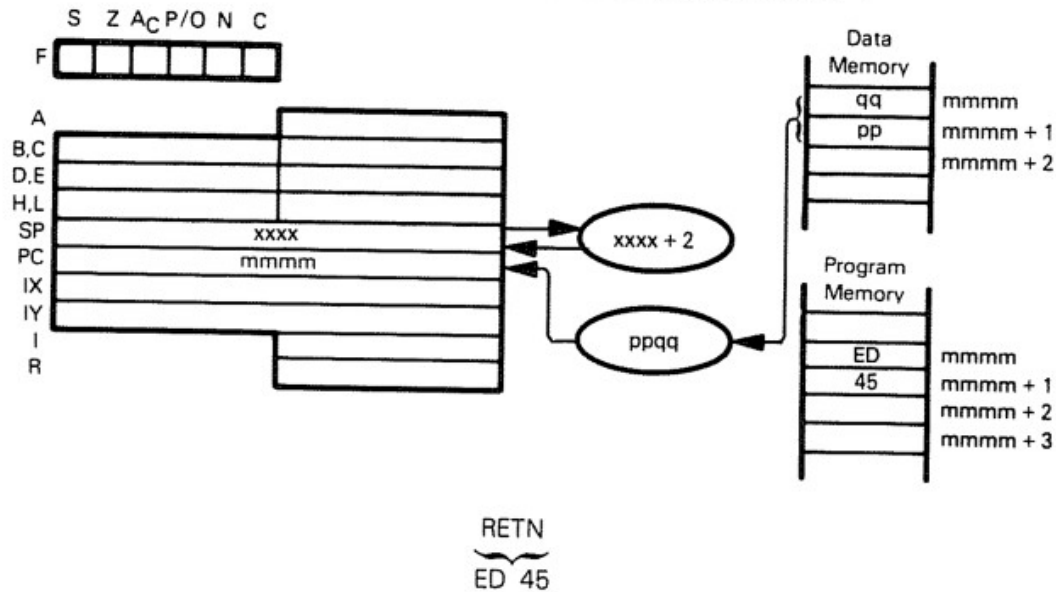 S Z AC P/O N C
F
A
B,C
D,E
H,L
SP xxxx
PC mmmm
IX
IY
I
R
xxxx + 2
ppqq
Data
Memory
qq mmmm
pp mmmm + 1
mmmm + 2
Program
Memory
ED mmmm
45 mmmm + 1
mmmm + 2
mmmm + 3
RETN
ED 45